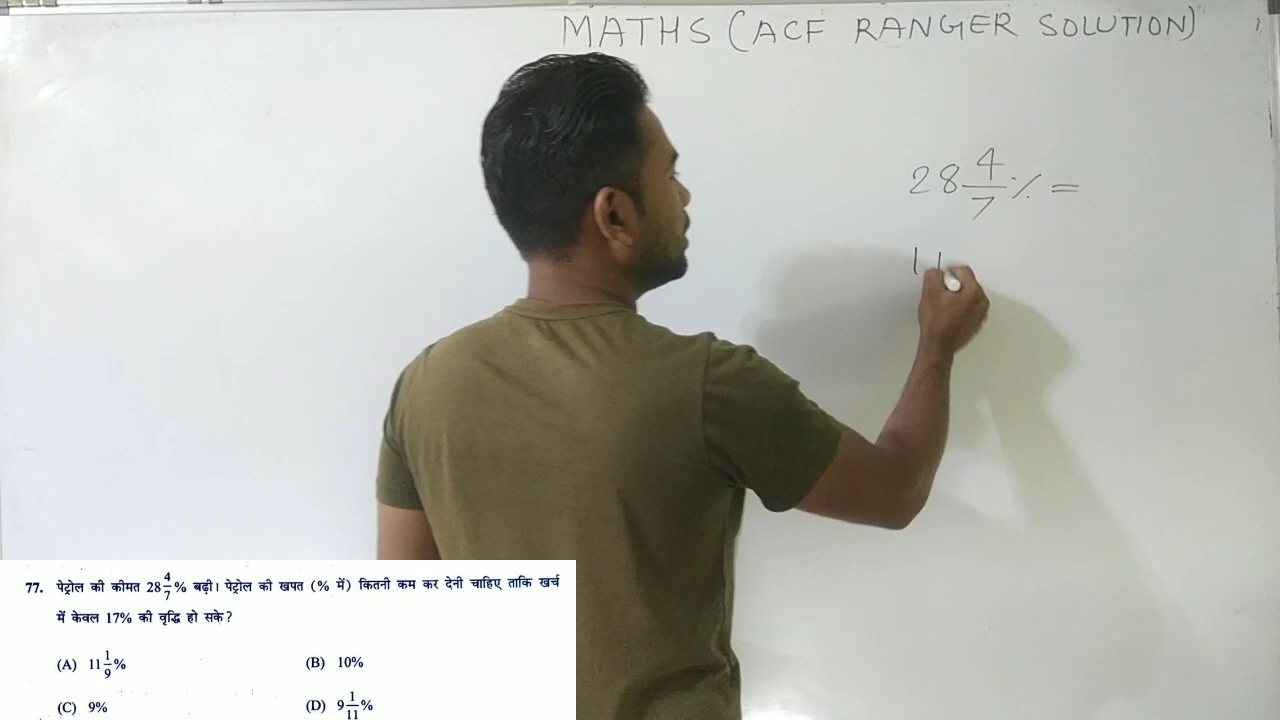 MATHS (ACF RANGER SOLUTION)
28 4/7 % =
11
77. पेट्रोल की कीमत 28 4/7 % बढ़ी। पेट्रोल की खपत (% में) कितनी कम कर देनी चाहिए ताकि खर्च
में केवल 17% की वृद्धि हो सके?
(A) 11 1/9 %
(B) 10%
(C) 9%
(D) 9 1/11 %